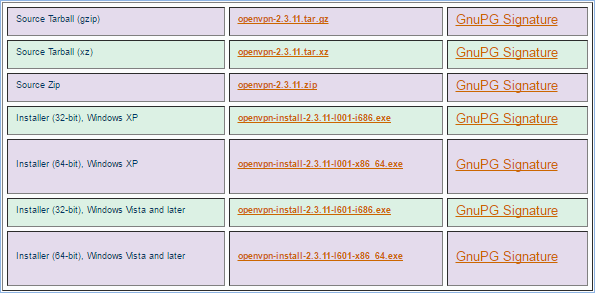 Source Tarball (gzip) openvpn-2.3.11.tar.gz GnuPG Signature
Source Tarball (xz) openvpn-2.3.11.tar.xz GnuPG Signature
Source Zip openvpn-2.3.11.zip GnuPG Signature
Installer (32-bit), Windows XP openvpn-install-2.3.11-I001-i686.exe GnuPG Signature
Installer (64-bit), Windows XP openvpn-install-2.3.11-I001-x86_64.exe GnuPG Signature
Installer (32-bit), Windows Vista and later openvpn-install-2.3.11-I601-i686.exe GnuPG Signature
Installer (64-bit), Windows Vista and later openvpn-install-2.3.11-I601-x86_64.exe GnuPG Signature